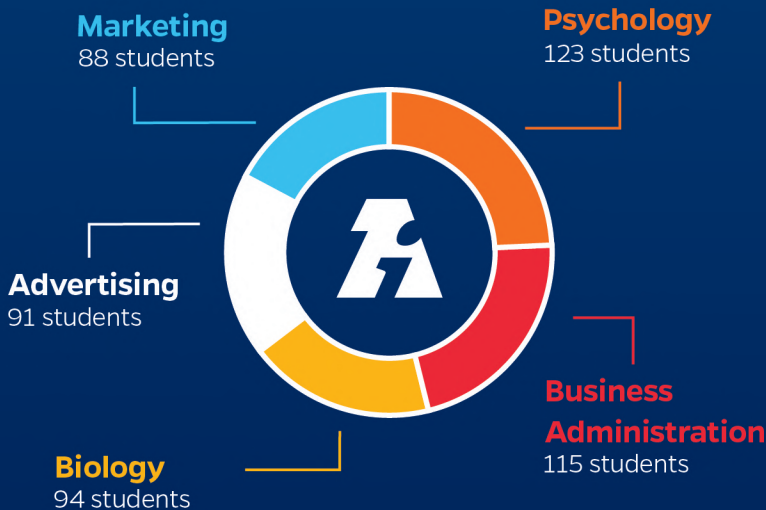 Marketing
88 students
Psychology
123 students
Advertising
91 students
Business
Administration
115 students
Biology
94 students